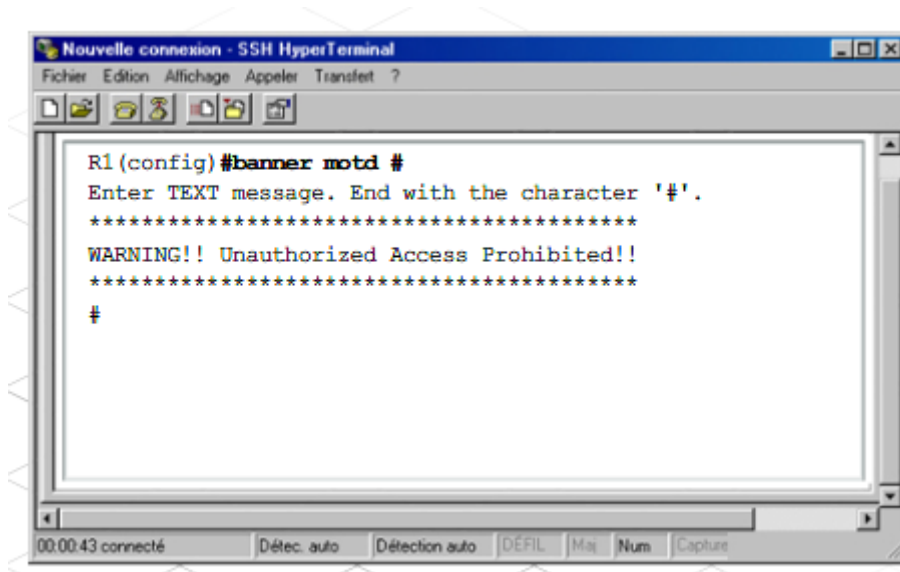 Nouvelle connexion - SSH HyperTerminal
Fichier Edition Affichage Appeler Transfert ?
R1(config)#banner motd #
Enter TEXT message. End with the character '#'.
******************************************
WARNING!! Unauthorized Access Prohibited!!
******************************************
#
00:00:43 connecté Détec. auto Détection auto DÉFIL Maj Num Capture